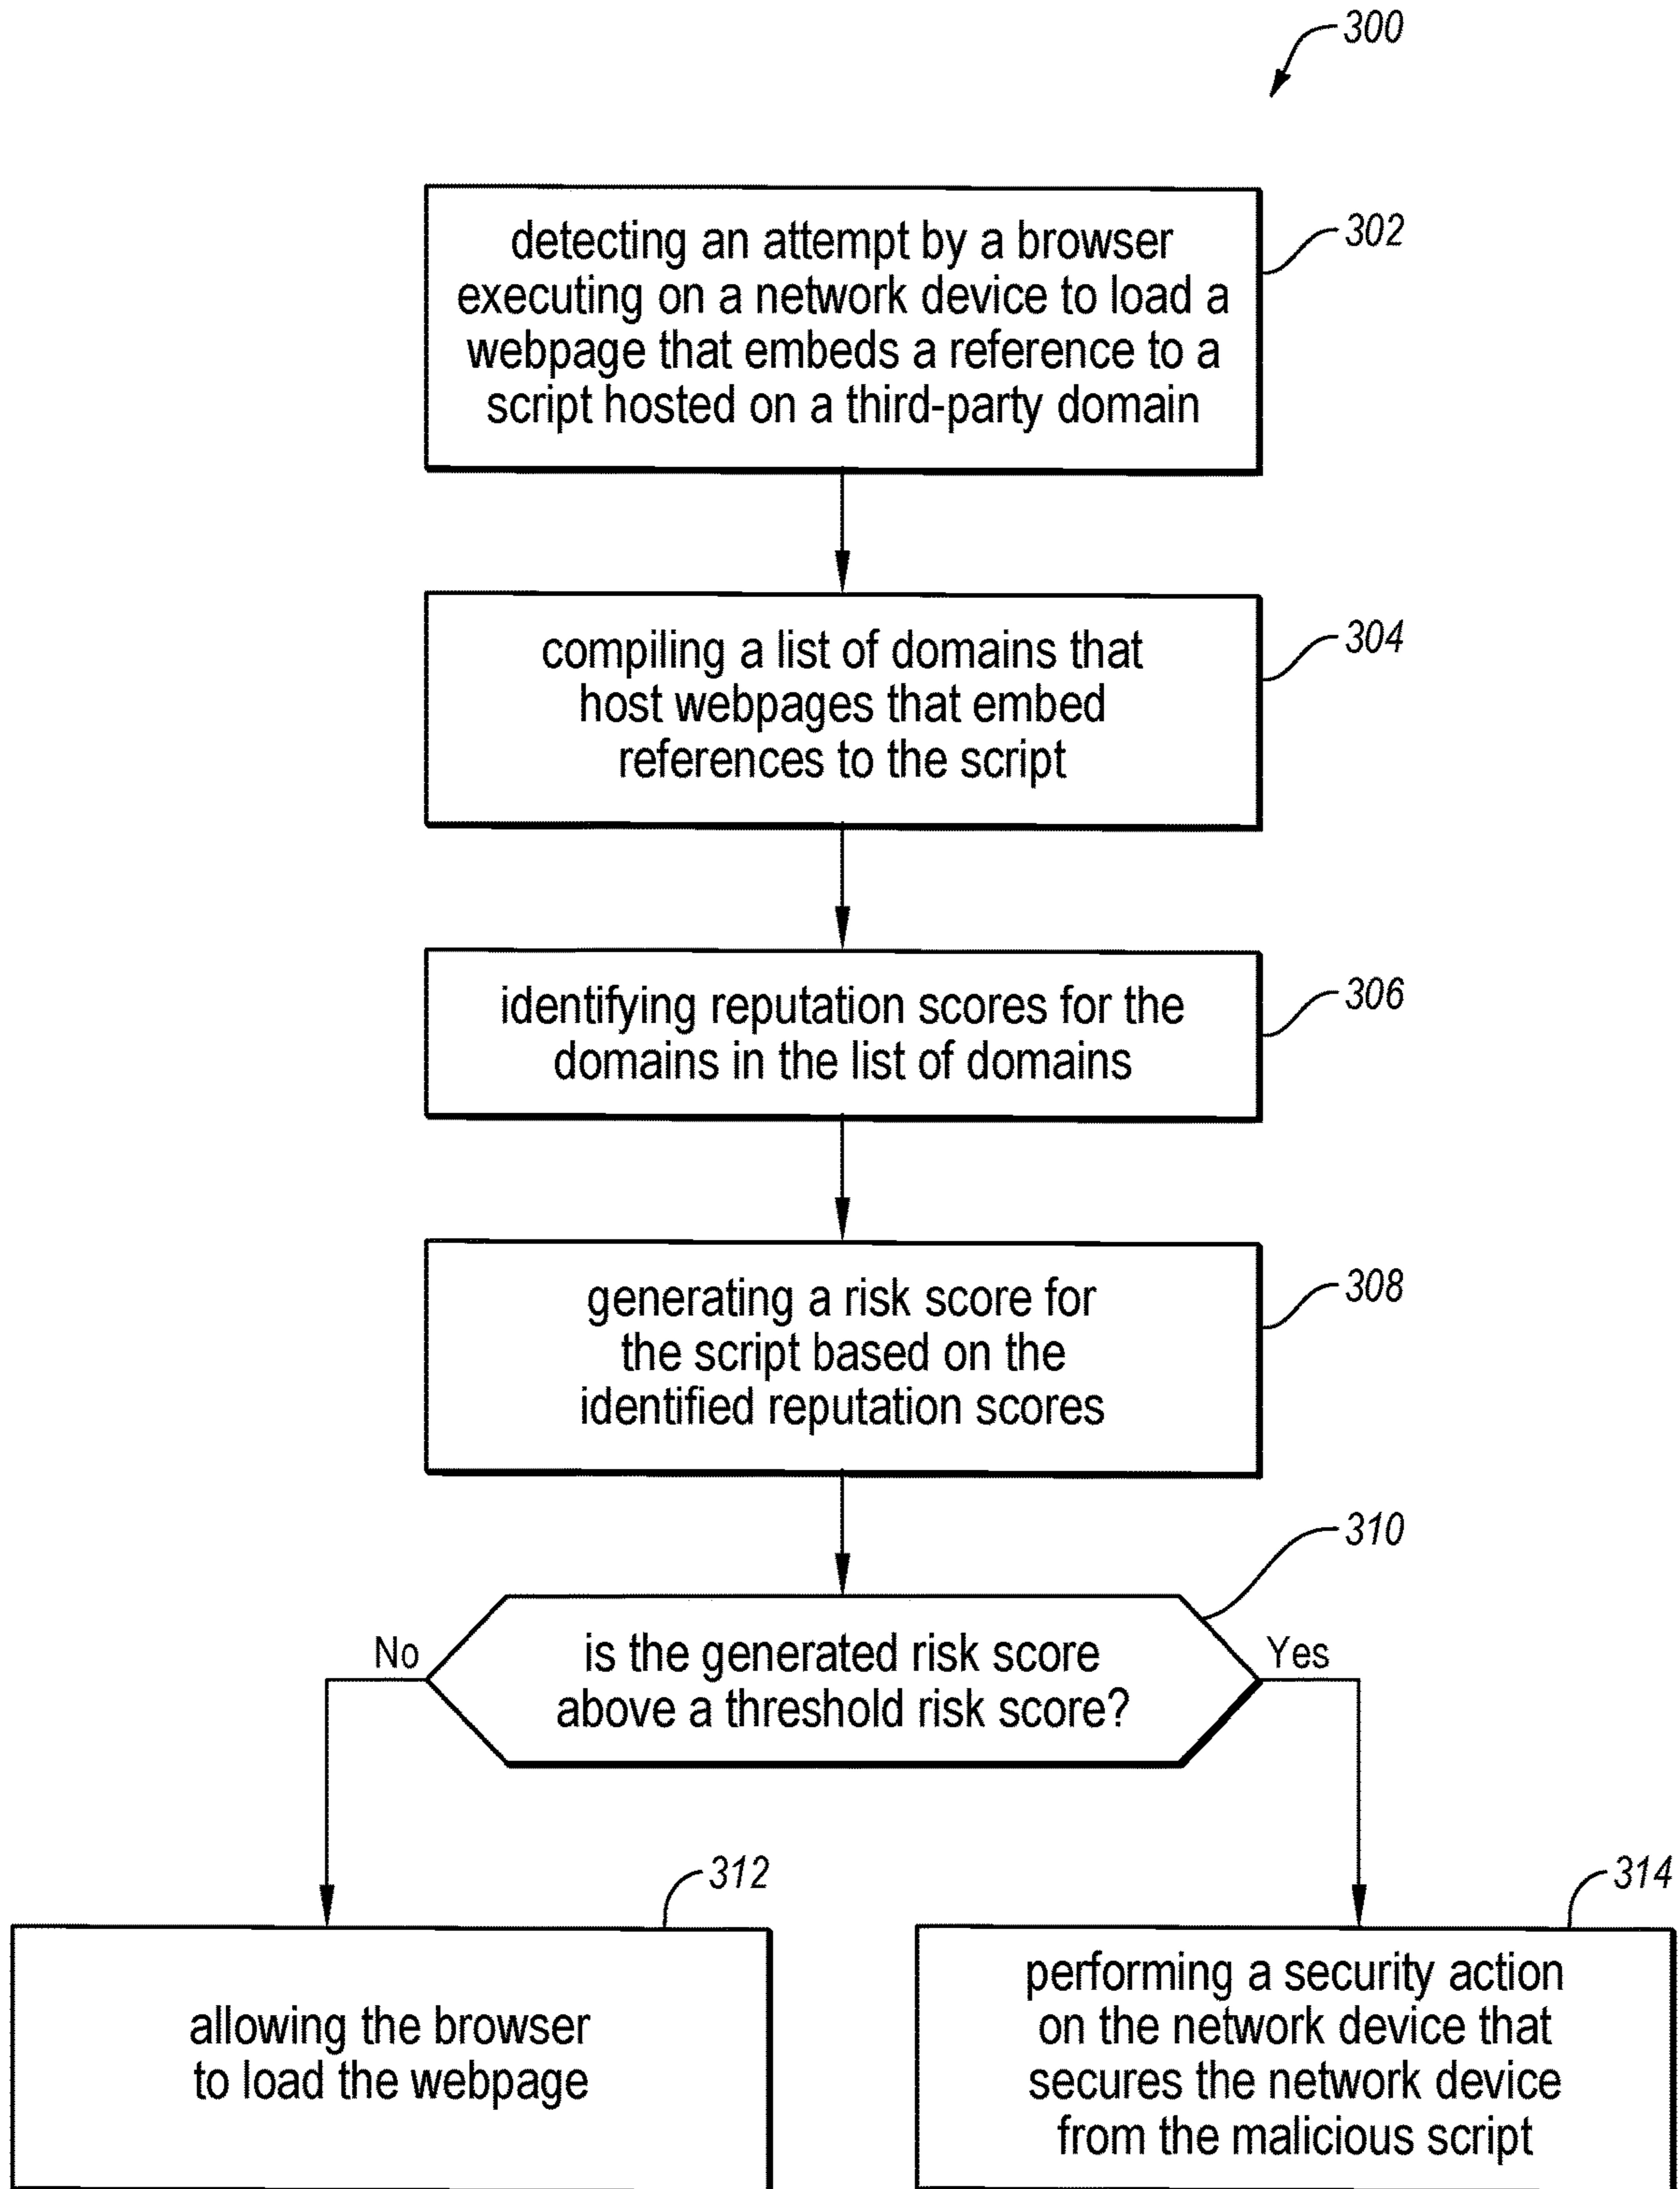 300
detecting an attempt by a browser
executing on a network device to load a
webpage that embeds a reference to a
script hosted on a third-party domain
302
compiling a list of domains that
host webpages that embed
references to the script
304
identifying reputation scores for the
domains in the list of domains
306
generating a risk score for
the script based on the
identified reputation scores
308
310
is the generated risk score
above a threshold risk score?
No
Yes
312
allowing the browser
to load the webpage
314
performing a security action
on the network device that
secures the network device
from the malicious script